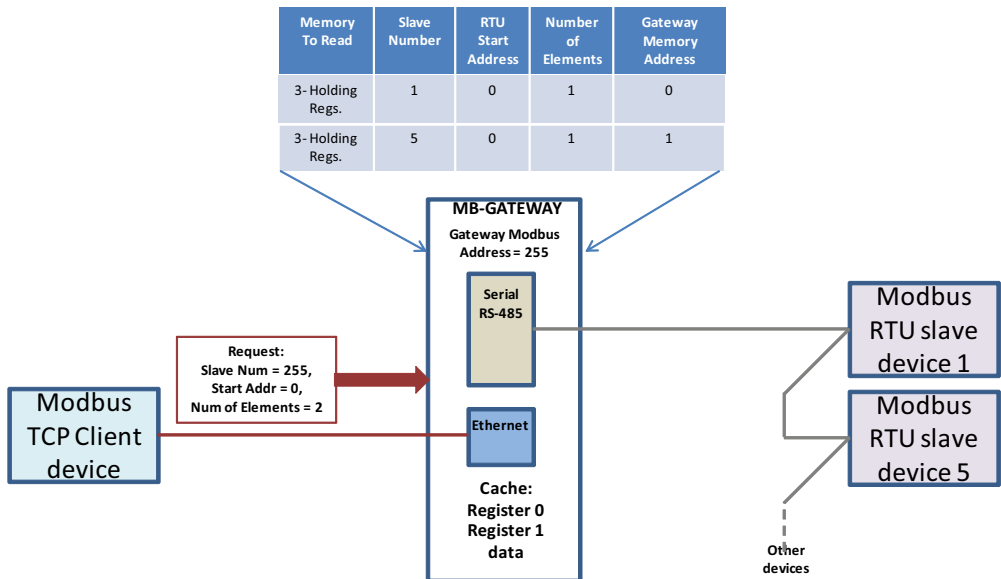 Memory To Read Slave Number RTU Start Address Number of Elements Gateway Memory Address
3- Holding Regs. 1 0 1 0
3- Holding Regs. 5 0 1 1
MB-GATEWAY
Gateway Modbus
Address = 255
Serial
RS-485
Modbus
RTU slave
device 1
Request:
Slave Num = 255,
Start Addr = 0,
Num of Elements = 2
Modbus
TCP Client
device
Ethernet
Modbus
RTU slave
device 5
Cache:
Register 0
Register 1
data
Other
devices